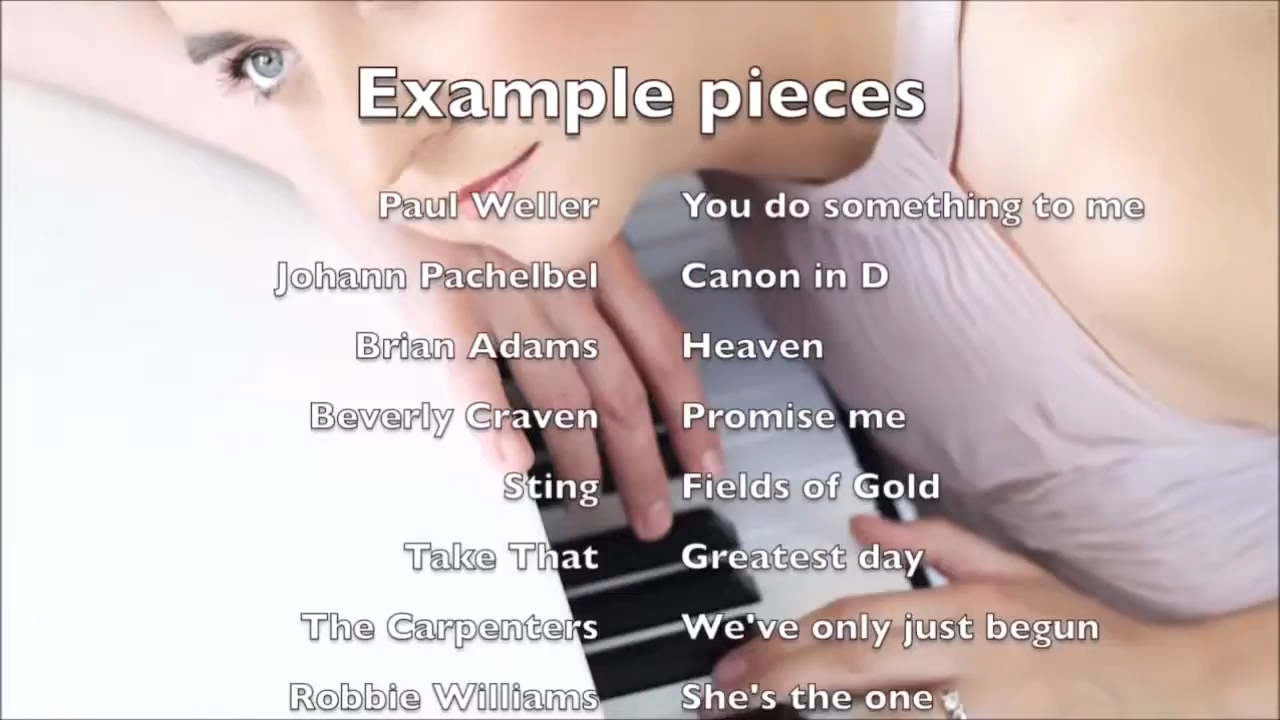 Example pieces
Paul Weller You do something to me
Johann Pachelbel Canon in D
Brian Adams Heaven
Beverly Craven Promise me
Sting Fields of Gold
Take That Greatest day
The Carpenters We've only just begun
Robbie Williams She's the one